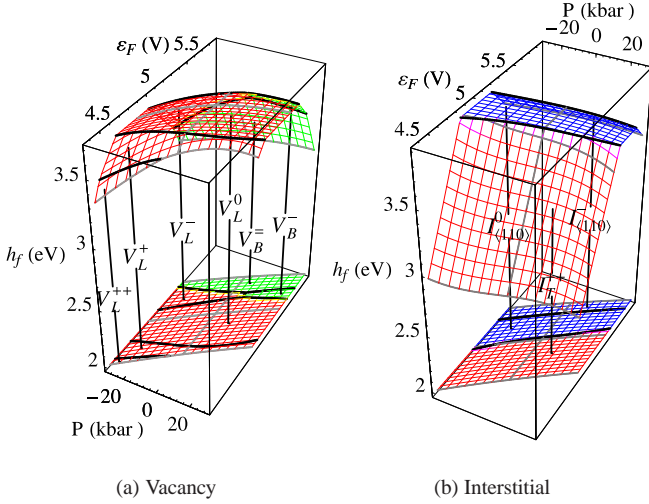 ε_F (V)
4.5
5
5.5
3.5
3
2.5
2
h_f (eV)
V_L^{++}
V_L^+
V_L^-
V_L^0
V_B^=
V_B^-
−20
0
20
P (kbar)
(a) Vacancy
P (kbar )
−20
0
20
ε_F (V)
4.5
5
5.5
3.5
3
2.5
2
h_f (eV)
I^0_{⟨110⟩}
I^-_{⟨110⟩}
(b) Interstitial